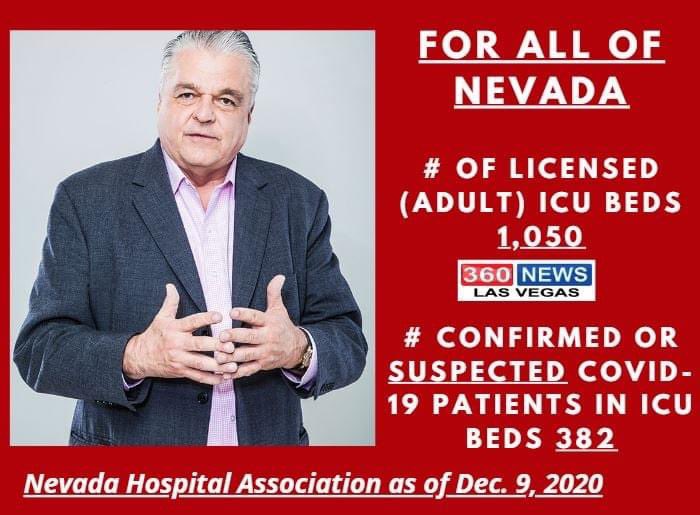 FOR ALL OF
NEVADA
# OF LICENSED
(ADULT) ICU BEDS
1,050
360 NEWS
LAS VEGAS
# CONFIRMED OR
SUSPECTED COVID-
19 PATIENTS IN ICU
BEDS 382
Nevada Hospital Association as of Dec. 9, 2020